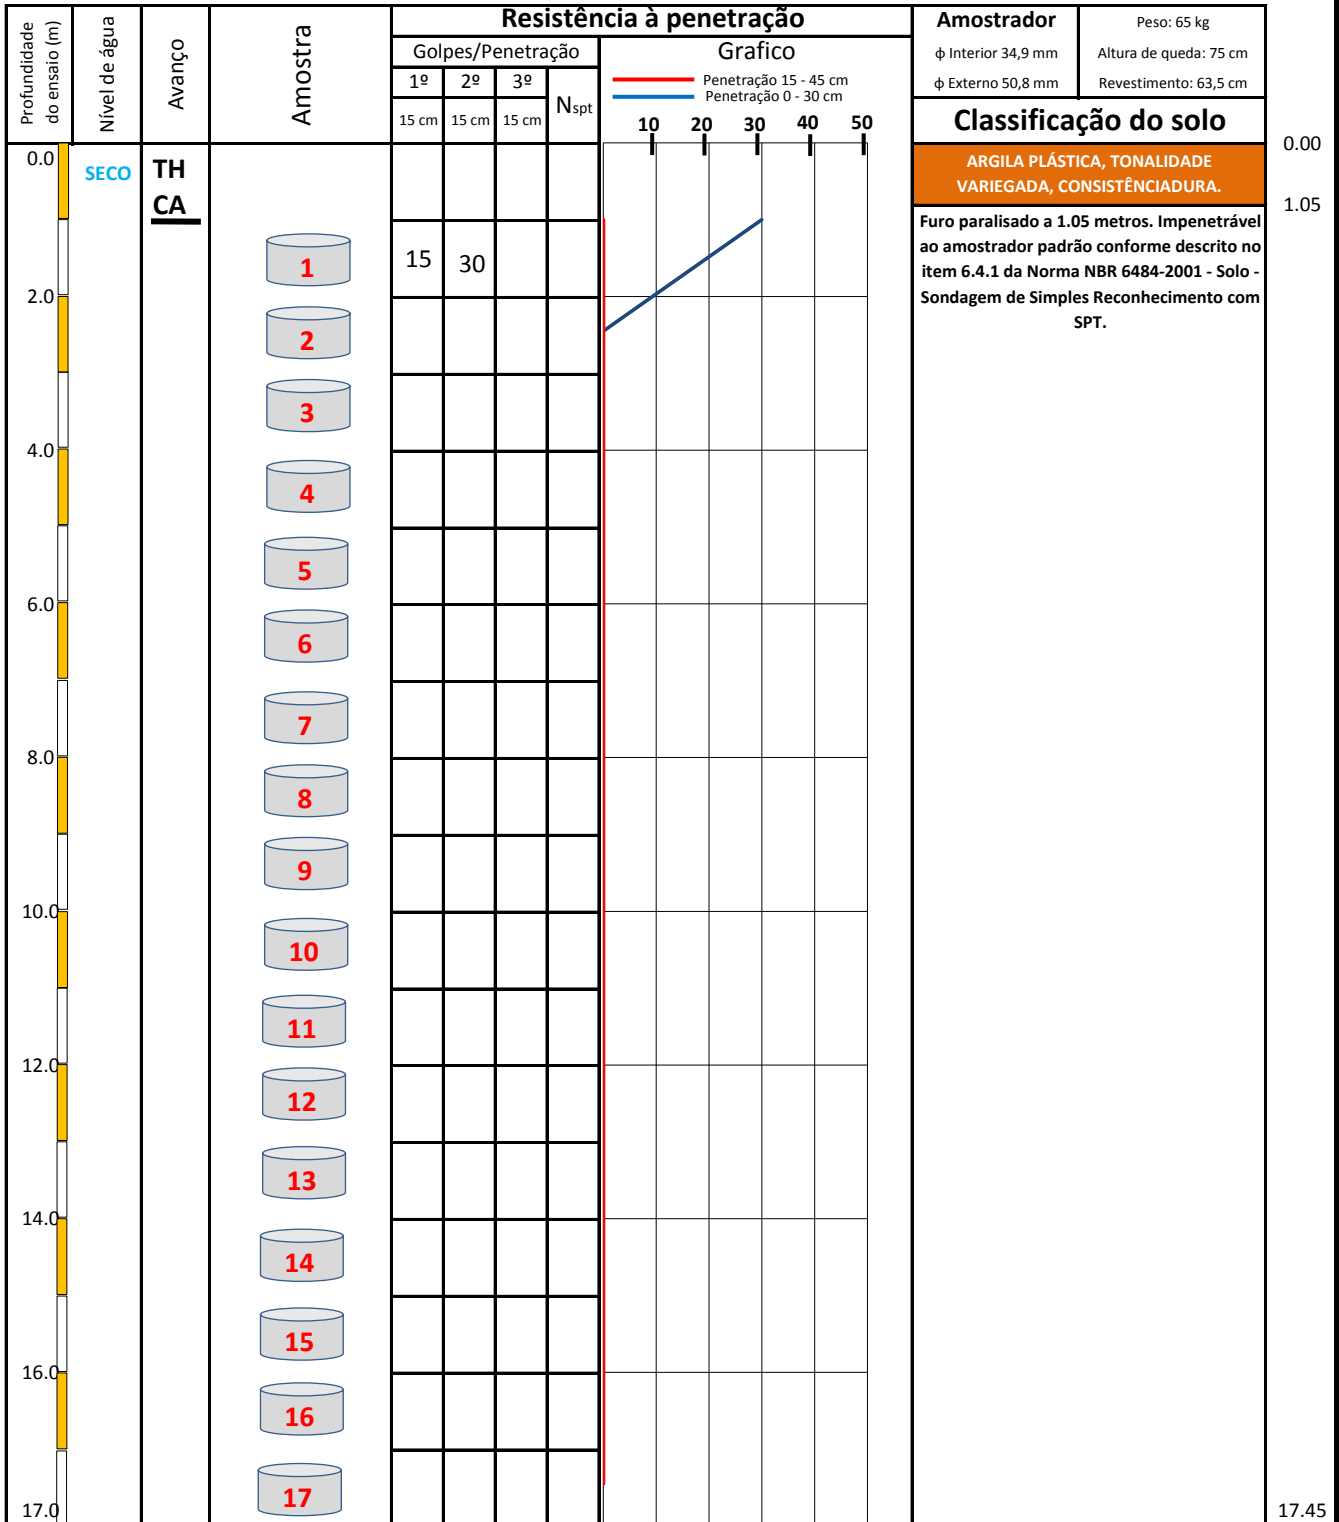 Profundidade
do ensaio (m)
Nível de água
Avanço
Amostra
Resistência à penetração
Golpes/Penetração
1º 2º 3º
15 cm 15 cm 15 cm
Nspt
Grafico
Penetração 15 - 45 cm
Penetração 0 - 30 cm
10 20 30 40 50
Amostrador
ɸ Interior 34,9 mm
ɸ Externo 50,8 mm
Peso: 65 kg
Altura de queda: 75 cm
Revestimento: 63,5 cm
Classificação do solo
0.0
SECO
TH
CA
ARGILA PLÁSTICA, TONALIDADE
VARIEGADA, CONSISTÊNCIADURA.
0.00
1.05
Furo paralisado a 1.05 metros. Impenetrável
ao amostrador padrão conforme descrito no
item 6.4.1 da Norma NBR 6484-2001 - Solo -
Sondagem de Simples Reconhecimento com
SPT.
1
15 30
2.0
2
3
4.0
4
5
6.0
6
7
8.0
8
9
10.0
10
11
12.0
12
13
14.0
14
15
16.0
16
17
17.0
17.45